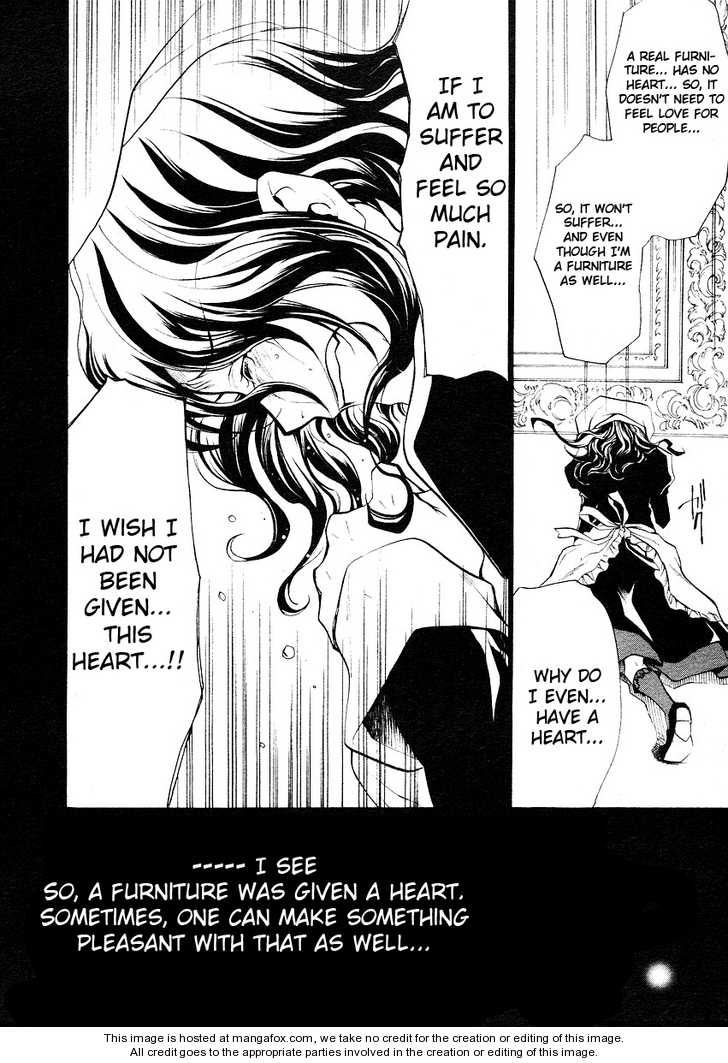 A REAL FURNI-
TURE... HAS NO
HEART... SO, IT
DOESN'T NEED TO
FEEL LOVE FOR
PEOPLE...
SO, IT WON'T
SUFFER...
AND EVEN
THOUGH I'M
A FURNITURE
AS WELL...
WHY DO
I EVEN...
HAVE A
HEART...
IF I
AM TO
SUFFER
AND
FEEL SO
MUCH
PAIN.
I WISH I
HAD NOT
BEEN
GIVEN...
THIS
HEART...!!
----- I SEE
SO, A FURNITURE WAS GIVEN A HEART.
SOMETIMES, ONE CAN MAKE SOMETHING
PLEASANT WITH THAT AS WELL...
This image is hosted at mangafox.com, we take no credit for the creation or editing of this image.
All credit goes to the appropriate parties involved in the creation or editing of this image.